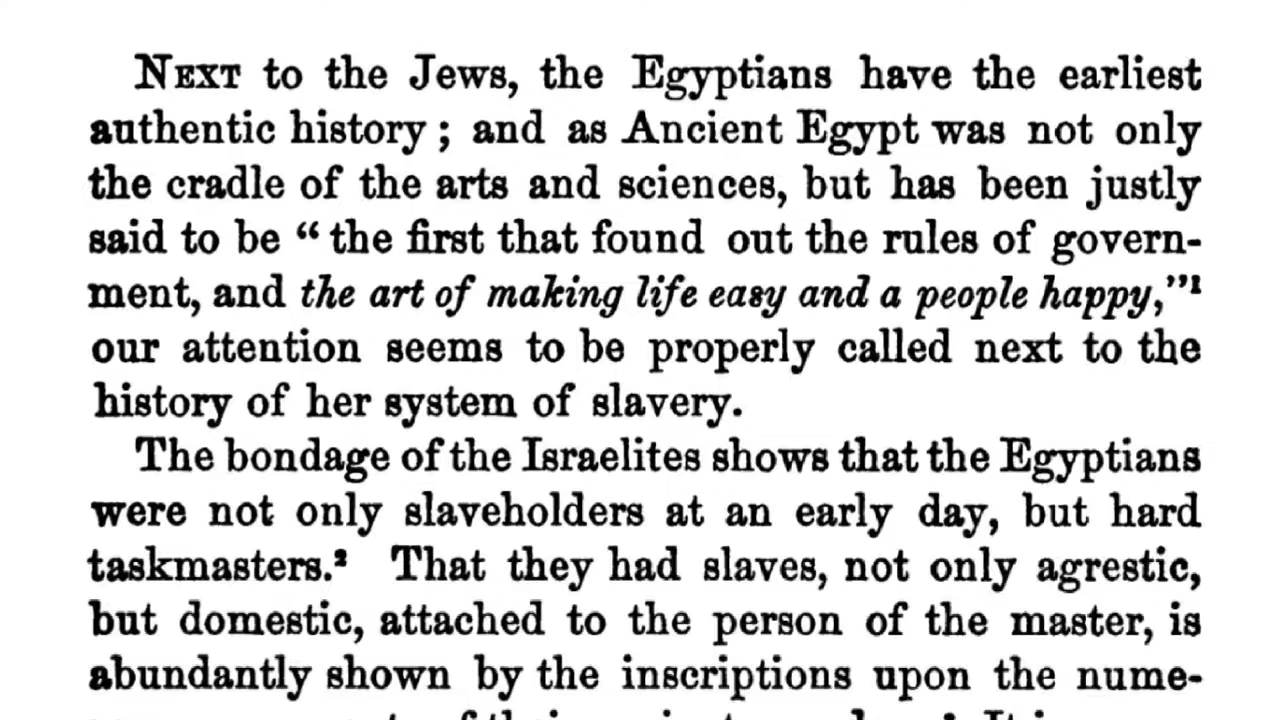 NEXT to the Jews, the Egyptians have the earliest
authentic history; and as Ancient Egypt was not only
the cradle of the arts and sciences, but has been justly
said to be “the first that found out the rules of govern-
ment, and the art of making life easy and a people happy,”¹
our attention seems to be properly called next to the
history of her system of slavery.
The bondage of the Israelites shows that the Egyptians
were not only slaveholders at an early day, but hard
taskmasters.² That they had slaves, not only agrestic,
but domestic, attached to the person of the master, is
abundantly shown by the inscriptions upon the nume-